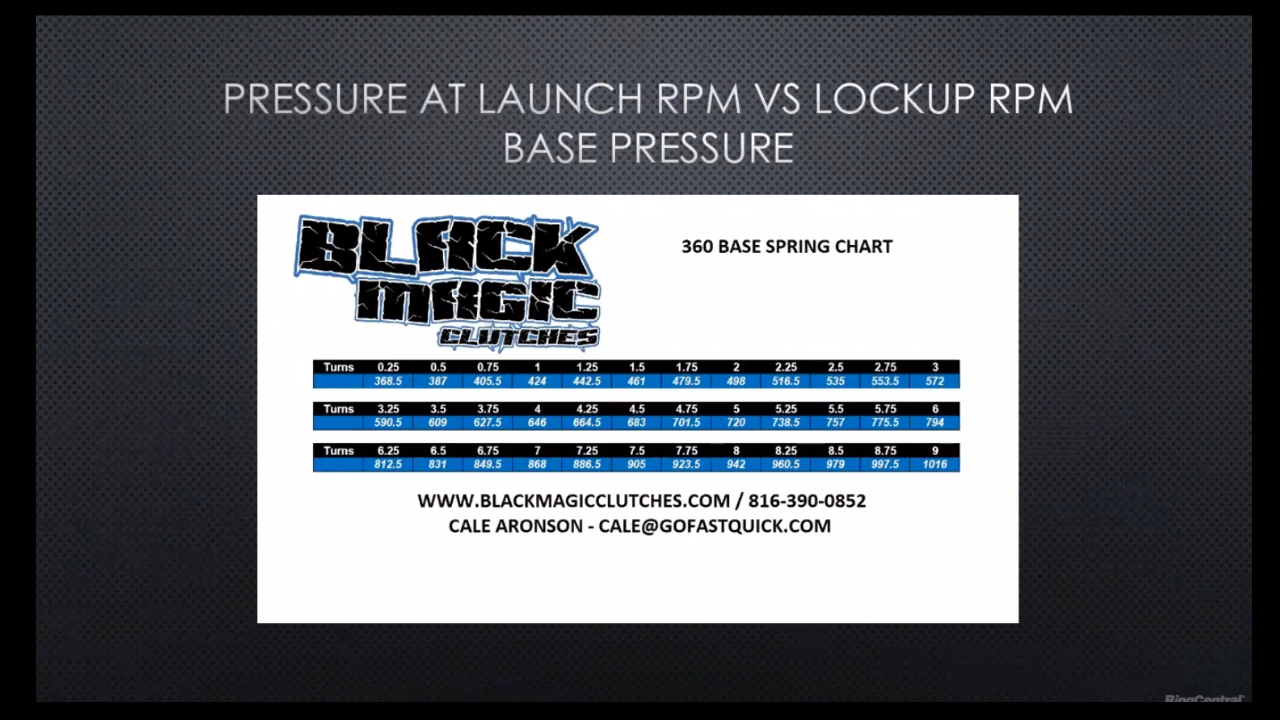 PRESSURE AT LAUNCH RPM VS LOCKUP RPM
BASE PRESSURE
BLACK
MAGIC
CLUTCHES
360 BASE SPRING CHART
Turns 0.25 0.5 0.75 1 1.25 1.5 1.75 2 2.25 2.5 2.75 3
368.5 387 405.5 424 442.5 461 479.5 498 516.5 535 553.5 572
Turns 3.25 3.5 3.75 4 4.25 4.5 4.75 5 5.25 5.5 5.75 6
590.5 609 627.5 646 664.5 683 701.5 720 738.5 757 775.5 794
Turns 6.25 6.5 6.75 7 7.25 7.5 7.75 8 8.25 8.5 8.75 9
812.5 831 849.5 868 886.5 905 923.5 942 960.5 979 997.5 1016
WWW.BLACKMAGICCLUTCHES.COM / 816-390-0852
CALE ARONSON - CALE@GOFASTQUICK.COM
RingCentral